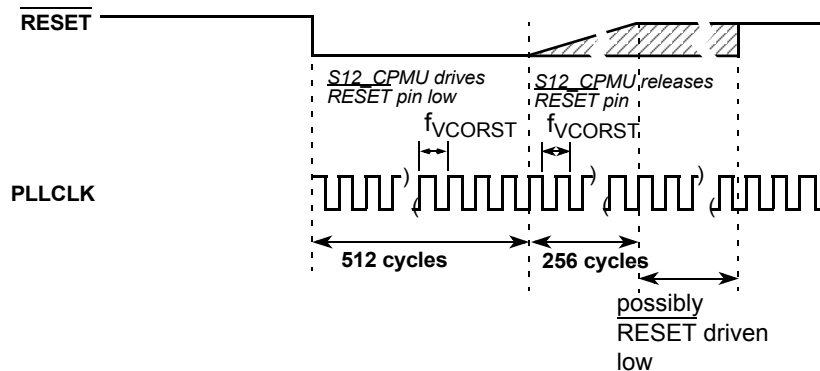 RESET
S12_CPMU drives
RESET pin low
S12_CPMU releases
RESET pin
fVCORST
fVCORST
PLLCLK
) ( ) ( ) (
512 cycles
256 cycles
possibly
RESET driven
low